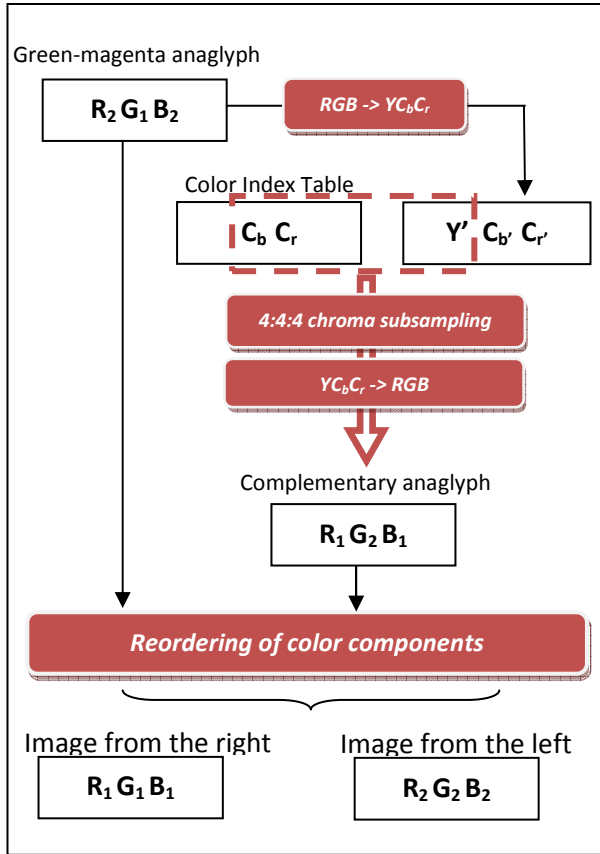 Green-magenta anaglyph
R₂ G₁ B₂
RGB -> YCbCr
Color Index Table
Cb Cr
Y’ Cb’ Cr’
4:4:4 chroma subsampling
YCbCr -> RGB
Complementary anaglyph
R₁ G₂ B₁
Reordering of color components
Image from the right
R₁ G₁ B₁
Image from the left
R₂ G₂ B₂